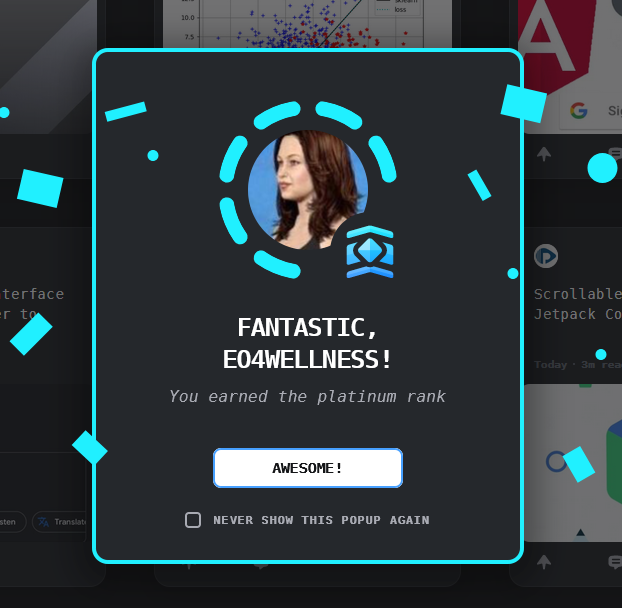 10.0
7.5
loss
A
G
terface
er to
Scrollable
Jetpack Co
Today · 3m rea
FANTASTIC,
EO4WELLNESS!
You earned the platinum rank
AWESOME!
NEVER SHOW THIS POPUP AGAIN
sten
Translate